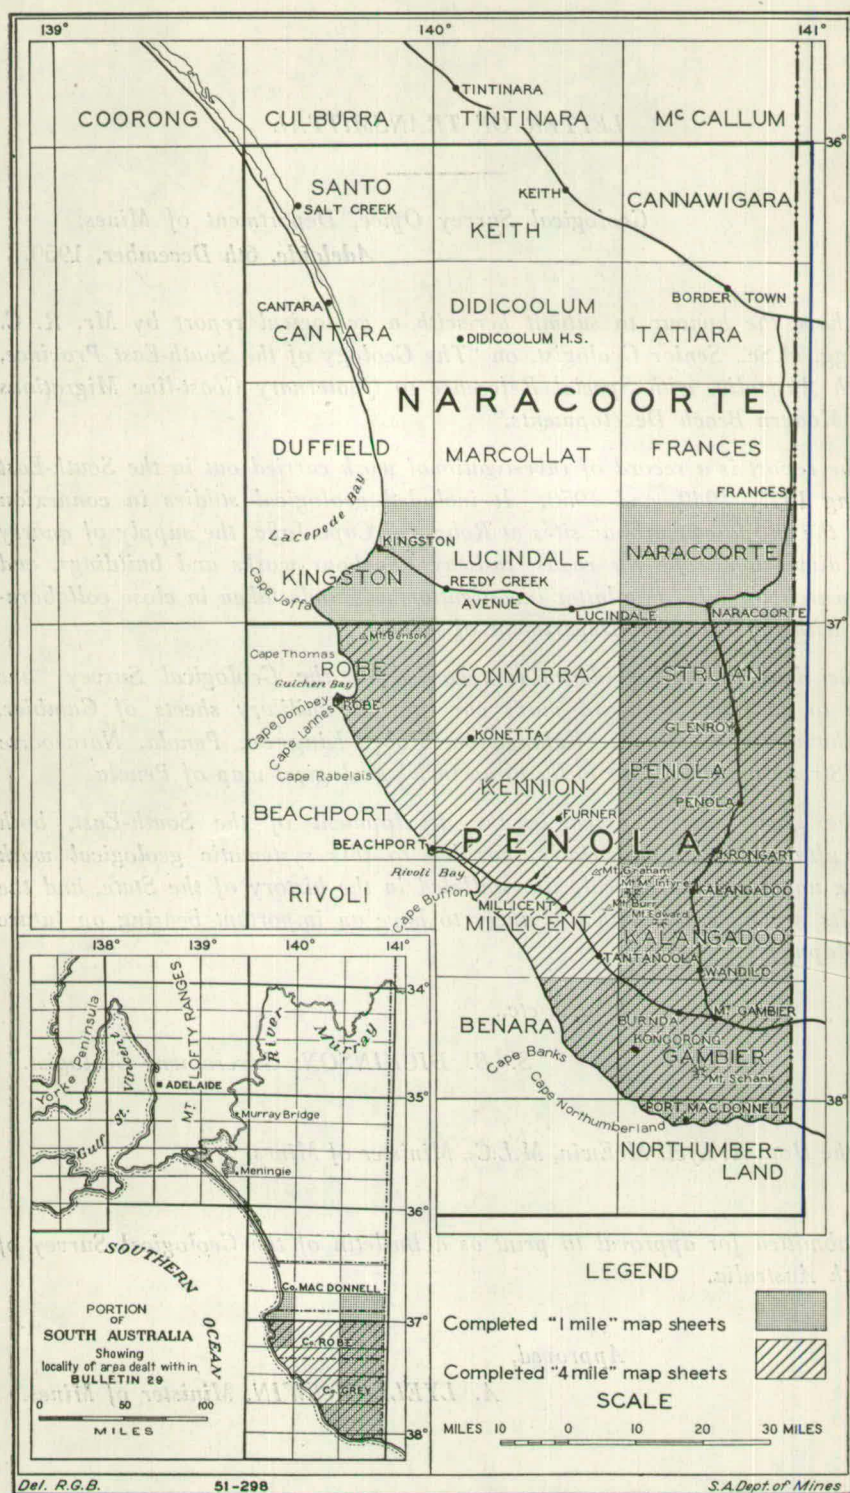 139°
140°
141°
TINTINARA
COORONG
CULBURRA
TINTINARA
Mc CALLUM
36°
SANTO
SALT CREEK
KEITH
CANNAWIGARA
KEITH
CANTARA
BORDER TOWN
CANTARA
DIDICOOLUM
DIDICOOLUM H.S.
TATIARA
NARACOORTE
DUFFIELD
MARCOLLAT
FRANCES
FRANCES
Lacepede Bay
KINGSTON
KINGSTON
LUCINDALE
NARACOORTE
REEDY CREEK
AVENUE
Cape Jaffa
LUCINDALE
NARACOORTE
37°
Mt. Benson
Cape Thomas
ROBE
CONMURRA
STRUAN
Guichen Bay
ROBE
Cape Dombey
Cape Lannes
GLENROY
KONETTA
Cape Rabelais
KENNION
PENOLA
BEACHPORT
PENOLA
FURNER
BEACHPORT
PENOLA
KRONGART
Rivoli Bay
Mt. Graham
Mt. McIntyre
KALANGADOO
RIVOLI
Cape Buffon
MILLICENT
Mt. Burr
Mt. Edward
MILLICENT
KALANGADOO
TANTANOOLA
WANDILO
BENARA
BURNDA
MT. GAMBIER
KONGORONG
GAMBIER
Cape Banks
Mt. Schank
Cape Northumberland
PORT MAC DONNELL
38°
NORTHUMBER-
LAND
138°
139°
140°
141°
34°
Yorke Peninsula
Gulf St. Vincent
MT LOFTY RANGES
River Murray
ADELAIDE
35°
Murray Bridge
Meningie
36°
SOUTHERN OCEAN
Co. MAC DONNELL
37°
Co. ROBE
Co. GREY
38°
PORTION
OF
SOUTH AUSTRALIA
Showing
locality of area dealt with in
BULLETIN 29
0 50 100
MILES
LEGEND
Completed "1 mile" map sheets
Completed "4 mile" map sheets
SCALE
MILES 10 0 10 20 30 MILES
Del. R.G.B.
51-298
S.A. Dept. of Mines